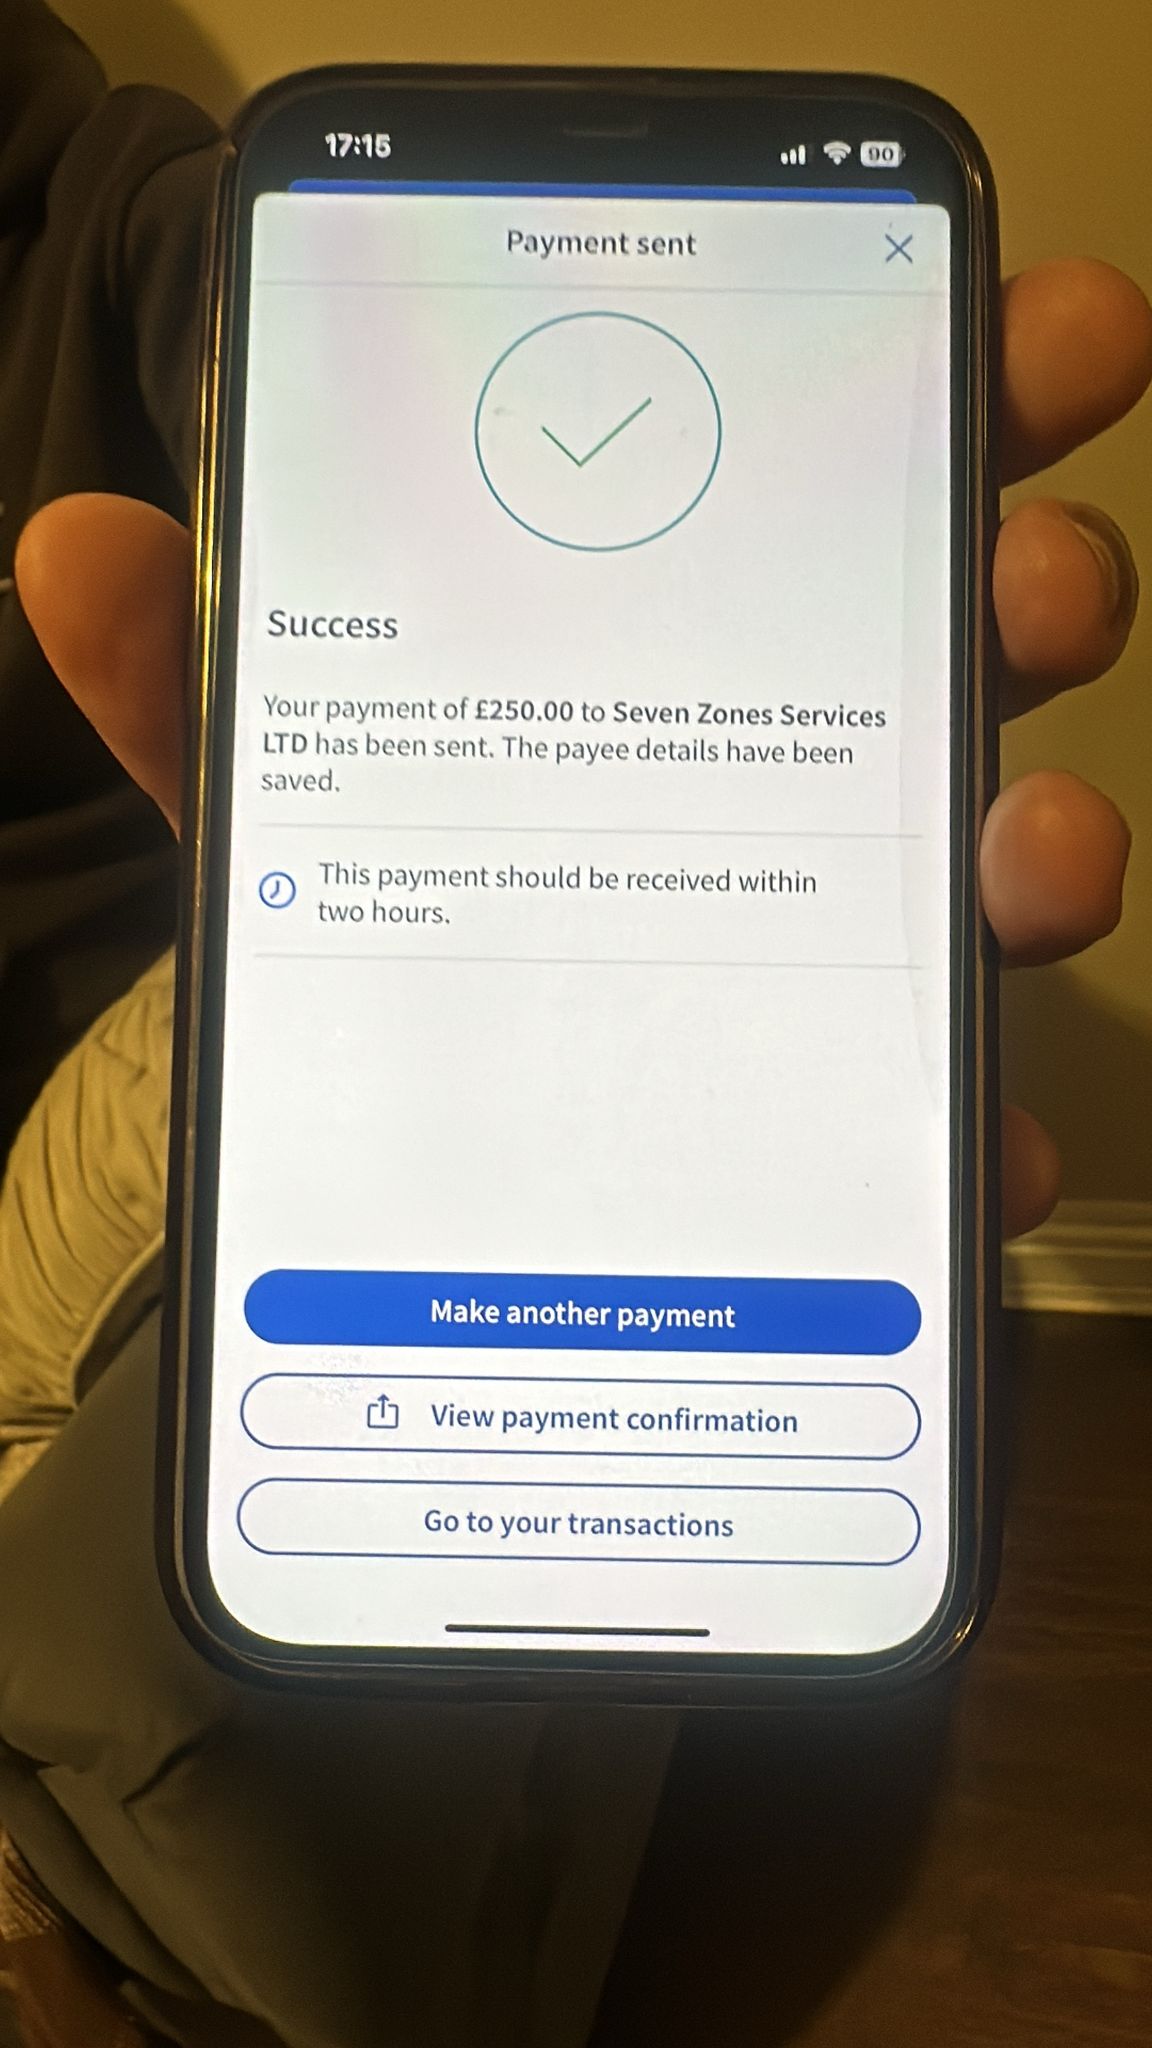 17:15
90
Payment sent
Success
Your payment of £250.00 to Seven Zones Services
LTD has been sent. The payee details have been
saved.
This payment should be received within
two hours.
Make another payment
View payment confirmation
Go to your transactions